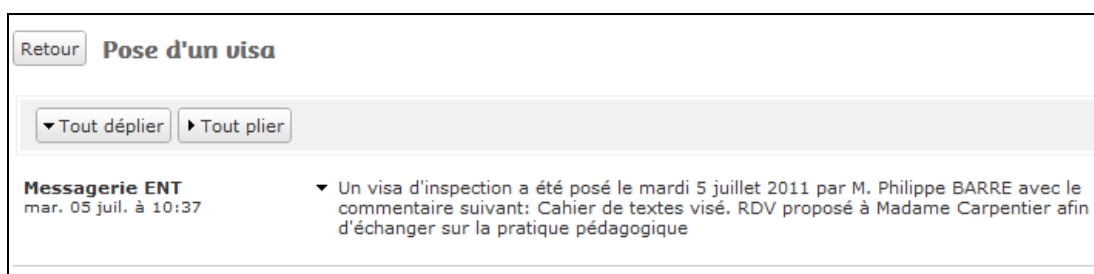 Retour Pose d'un visa
Tout déplier Tout plier
Messagerie ENT
mar. 05 juil. à 10:37
Un visa d'inspection a été posé le mardi 5 juillet 2011 par M. Philippe BARRE avec le
commentaire suivant: Cahier de textes visé. RDV proposé à Madame Carpentier afin
d'échanger sur la pratique pédagogique